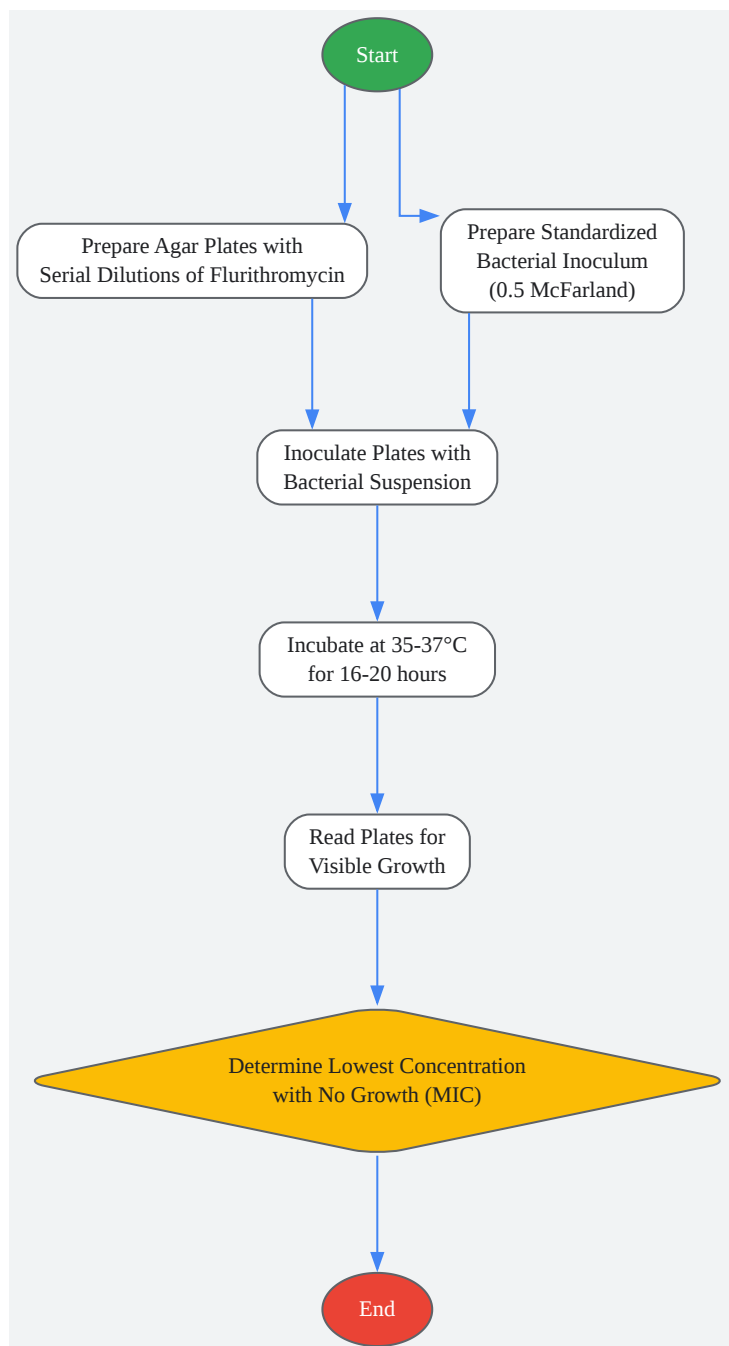 Start
Prepare Agar Plates with
Serial Dilutions of Flurithromycin
Prepare Standardized
Bacterial Inoculum
(0.5 McFarland)
Inoculate Plates with
Bacterial Suspension
Incubate at 35-37°C
for 16-20 hours
Read Plates for
Visible Growth
Determine Lowest Concentration
with No Growth (MIC)
End